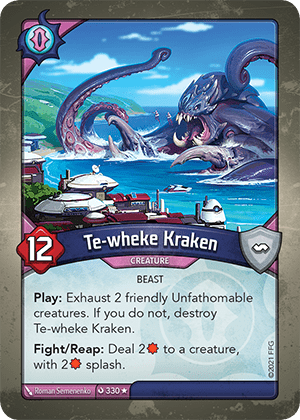 12
Te-wheke Kraken
CREATURE
BEAST
Play: Exhaust 2 friendly Unfathomable
creatures. If you do not, destroy
Te-wheke Kraken.
Fight/Reap: Deal 2 to a creature,
with 2 splash.
Roman Semenenko
330
©2021 FFG